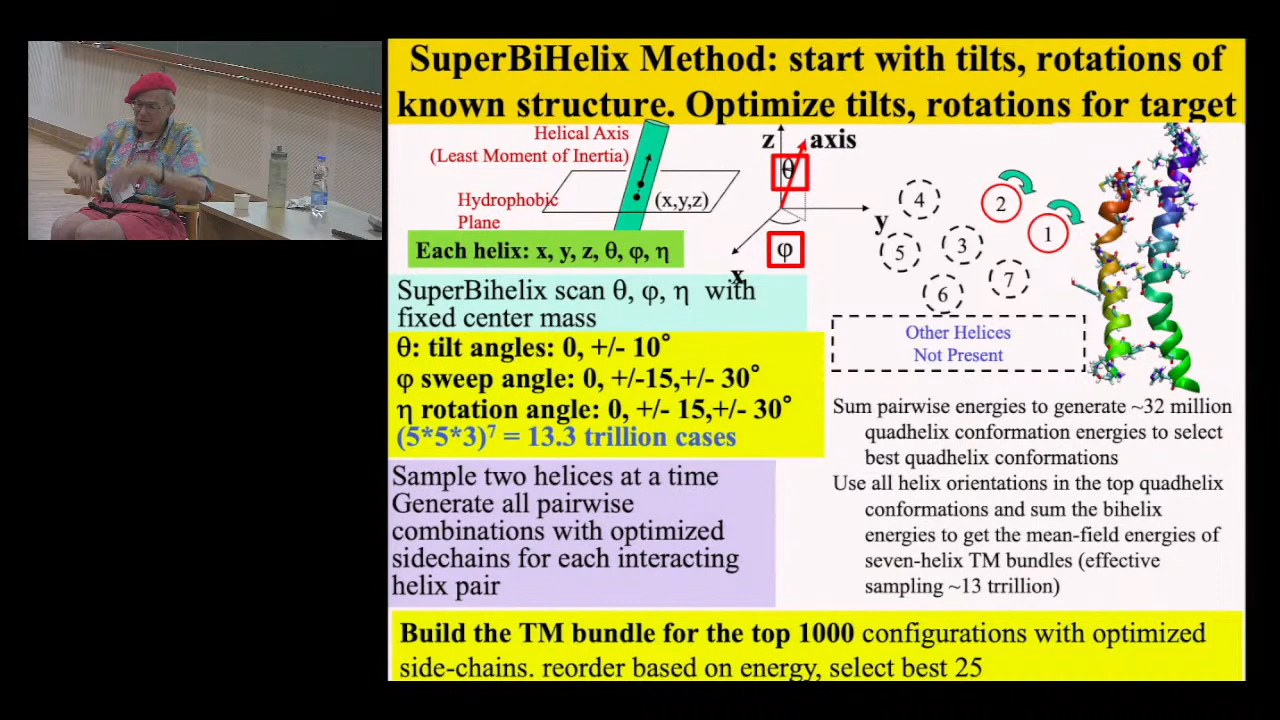 SuperBiHelix Method: start with tilts, rotations of
known structure. Optimize tilts, rotations for target
Helical Axis
(Least Moment of Inertia)
Hydrophobic
Plane
(x,y,z)
z
axis
θ
y
φ
x
Each helix: x, y, z, θ, φ, η
4
2
1
5
3
6
7
Other Helices
Not Present
SuperBihelix scan θ, φ, η with
fixed center mass
θ: tilt angles: 0, +/- 10°
φ sweep angle: 0, +/-15,+/- 30°
η rotation angle: 0, +/- 15,+/- 30°
(5*5*3)⁷ = 13.3 trillion cases
Sample two helices at a time
Generate all pairwise
combinations with optimized
sidechains for each interacting
helix pair
Sum pairwise energies to generate ~32 million
quadhelix conformation energies to select
best quadhelix conformations
Use all helix orientations in the top quadhelix
conformations and sum the bihelix
energies to get the mean-field energies of
seven-helix TM bundles (effective
sampling ~13 trrillion)
Build the TM bundle for the top 1000 configurations with optimized
side-chains. reorder based on energy, select best 25